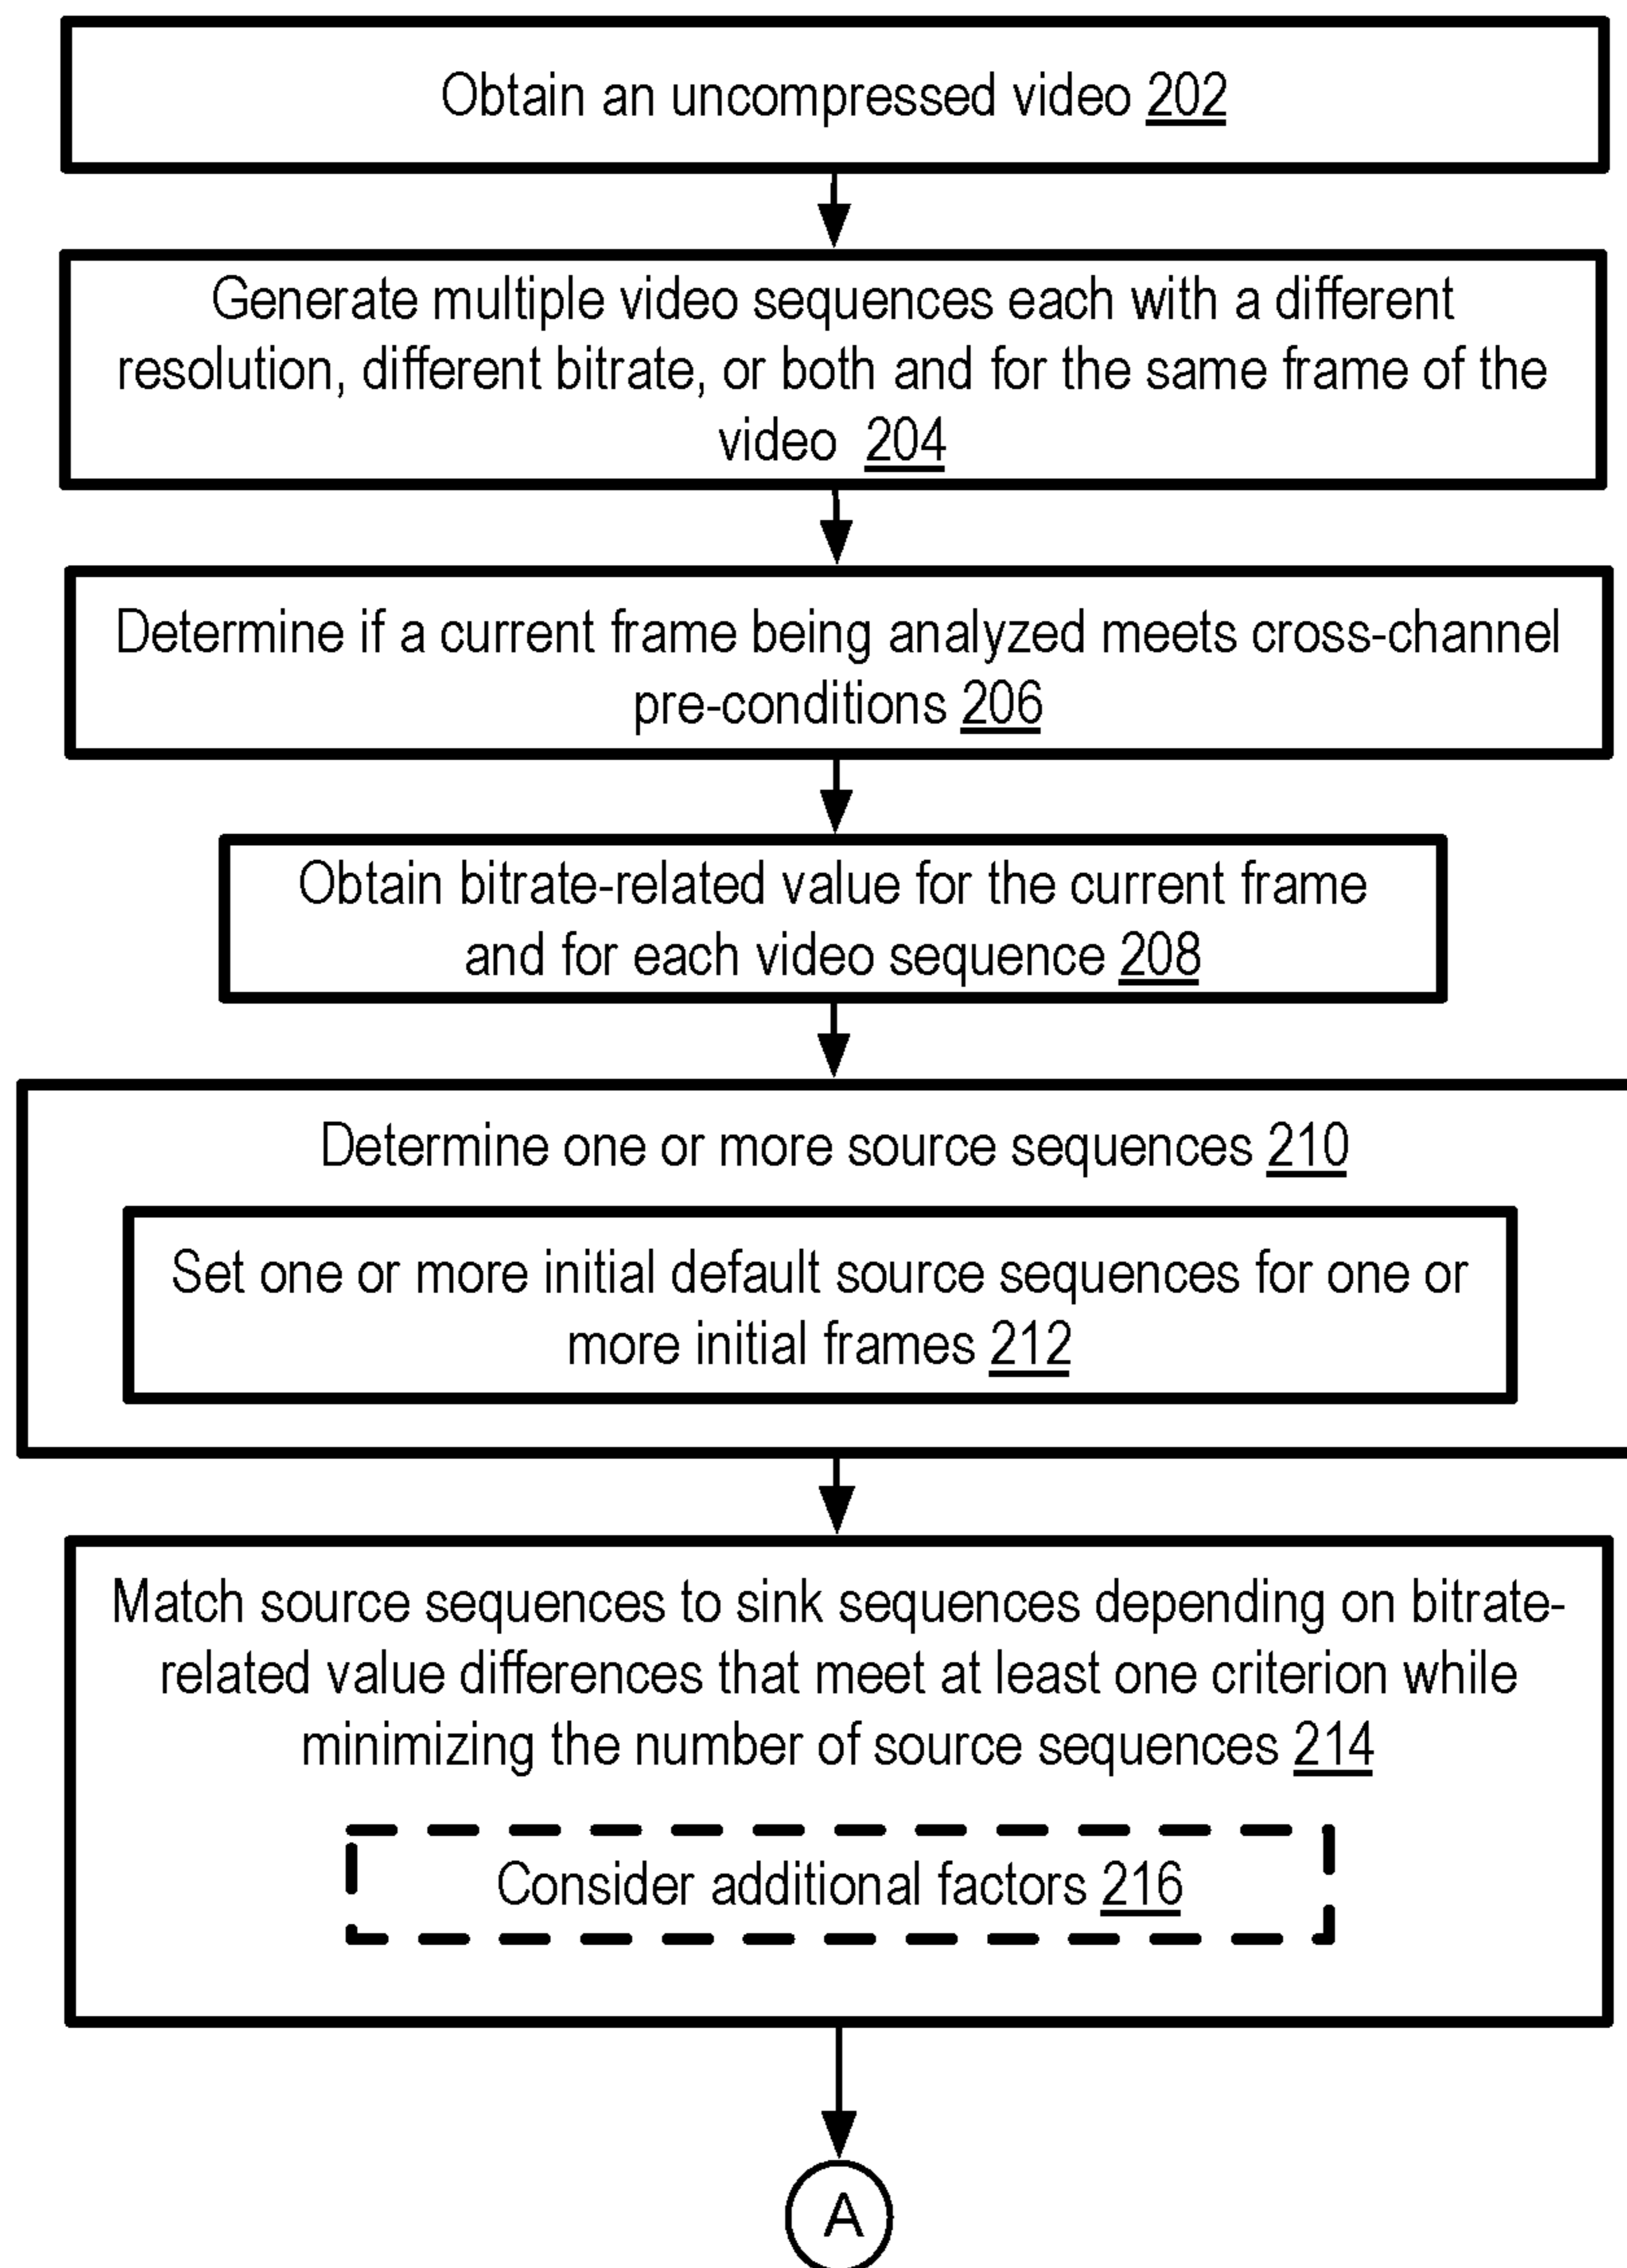 Obtain an uncompressed video 202
Generate multiple video sequences each with a different
resolution, different bitrate, or both and for the same frame of the
video 204
Determine if a current frame being analyzed meets cross-channel
pre-conditions 206
Obtain bitrate-related value for the current frame
and for each video sequence 208
Determine one or more source sequences 210
Set one or more initial default source sequences for one or
more initial frames 212
Match source sequences to sink sequences depending on bitrate-
related value differences that meet at least one criterion while
minimizing the number of source sequences 214
Consider additional factors 216
A